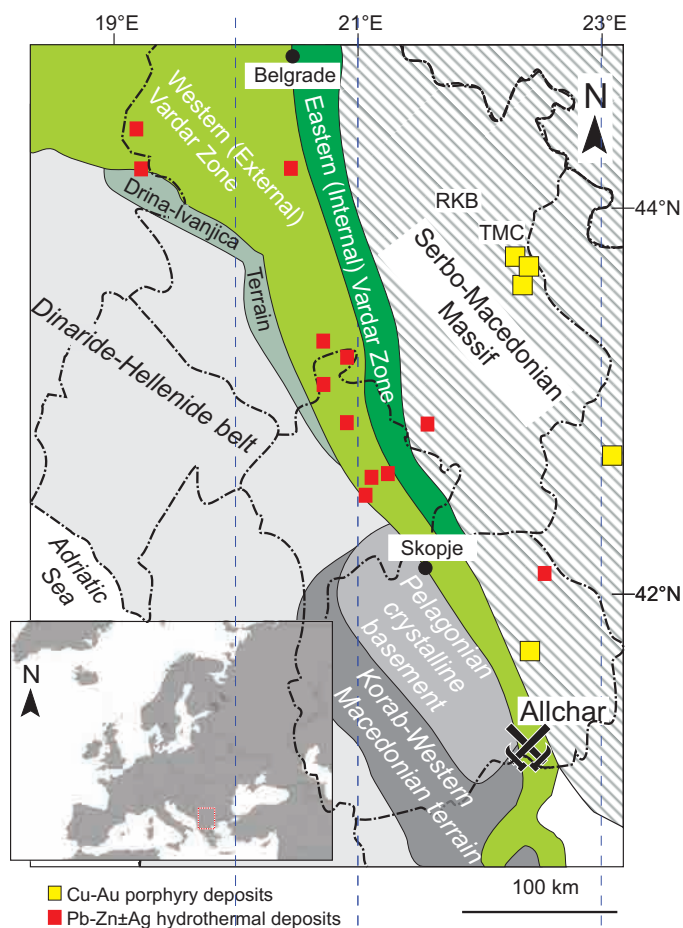 19°E
21°E
23°E
Belgrade
N
Western (External)
Vardar Zone
Eastern (Internal) Vardar Zone
RKB
44°N
TMC
Drina-Ivanjica
Terrain
Serbo-Macedonian
Massif
Dinaride-Hellenide belt
Skopje
Adriatic
Sea
42°N
Pelagonian
crystalline
basement
N
Korab-Western
Macedonian terrain
Allchar
100 km
Cu-Au porphyry deposits
Pb-Zn±Ag hydrothermal deposits